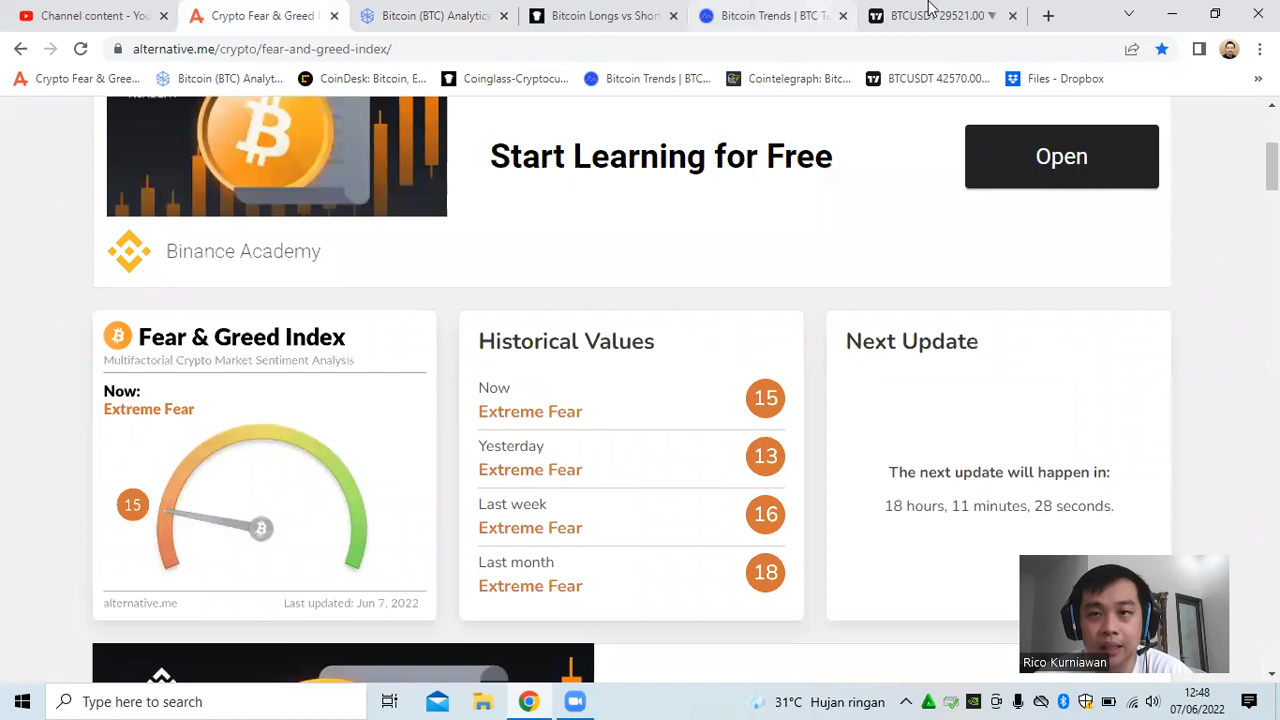 Content - You
Crypto Fear & Greed I
Bitcoin (BTC) Analytics
Bitcoin Longs vs Short
Bitcoin Trends | BTC T
alternative.me/crypto/fear-and-greed-index/
Crypto Fear & Gree...
Bitcoin (BTC) Analyt...
CoinDesk: Bitcoin, E...
Coinglass-Cryptocu...
Bitcoin Trends | BTC...
Cointelegraph: Bitc...
BTCUSDT 42570.00...
Files - Dropbox
»
Start Learning for Free
Open
Binance Academy
Fear & Greed Index
Multifactorial Crypto Market Sentiment Analysis
Now:
Extreme Fear
15
alternative.me
Last updated: Jun 7, 2022
Historical Values
Now
Extreme Fear
15
Yesterday
Extreme Fear
13
Last week
Extreme Fear
16
Last month
Extreme Fear
18
Next Update
The next update will happen in:
18 hours, 11 minutes, 28 seconds.
Rico Kurniawan
Type here to search
31°C Hujan ringan
12:48
07/06/2022